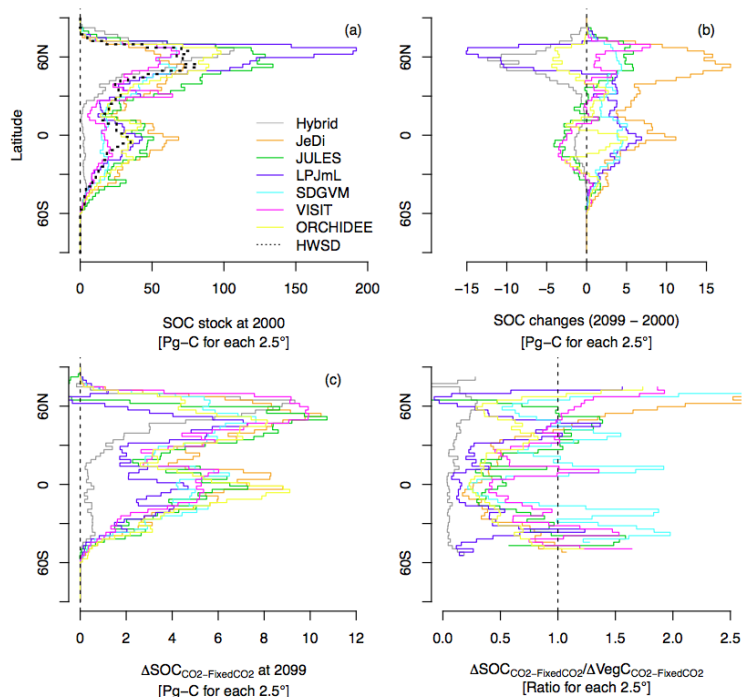 (a)
(b)
Latitude
60N
0
60S
Hybrid
JeDi
JULES
LPJmL
SDGVM
VISIT
ORCHIDEE
HWSD
60N
0
60S
0 50 100 150 200
−15 −10 −5 0 5 10 15
SOC stock at 2000
[Pg−C for each 2.5°]
SOC changes (2099 − 2000)
[Pg−C for each 2.5°]
(c)
Latitude
60N
0
60S
60N
0
60S
0 2 4 6 8 10 12
0.0 0.5 1.0 1.5 2.0 2.5
ΔSOCCO2−FixedCO2 at 2099
[Pg−C for each 2.5°]
ΔSOCCO2−FixedCO2/ΔVegCCO2−FixedCO2
[Ratio for each 2.5°]